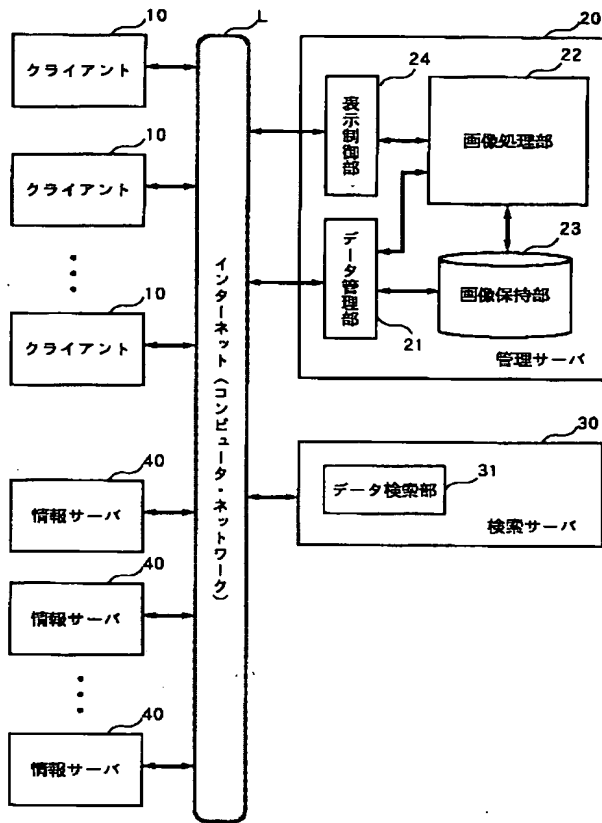 10
クライアント
10
クライアント
10
クライアント
40
情報サーバ
40
情報サーバ
40
情報サーバ
L
インターネット(コンピュータ・ネットワーク)
20
24
表示制御部
22
画像処理部
データ管理部
21
23
画像保持部
管理サーバ
30
31
データ検索部
検索サーバ